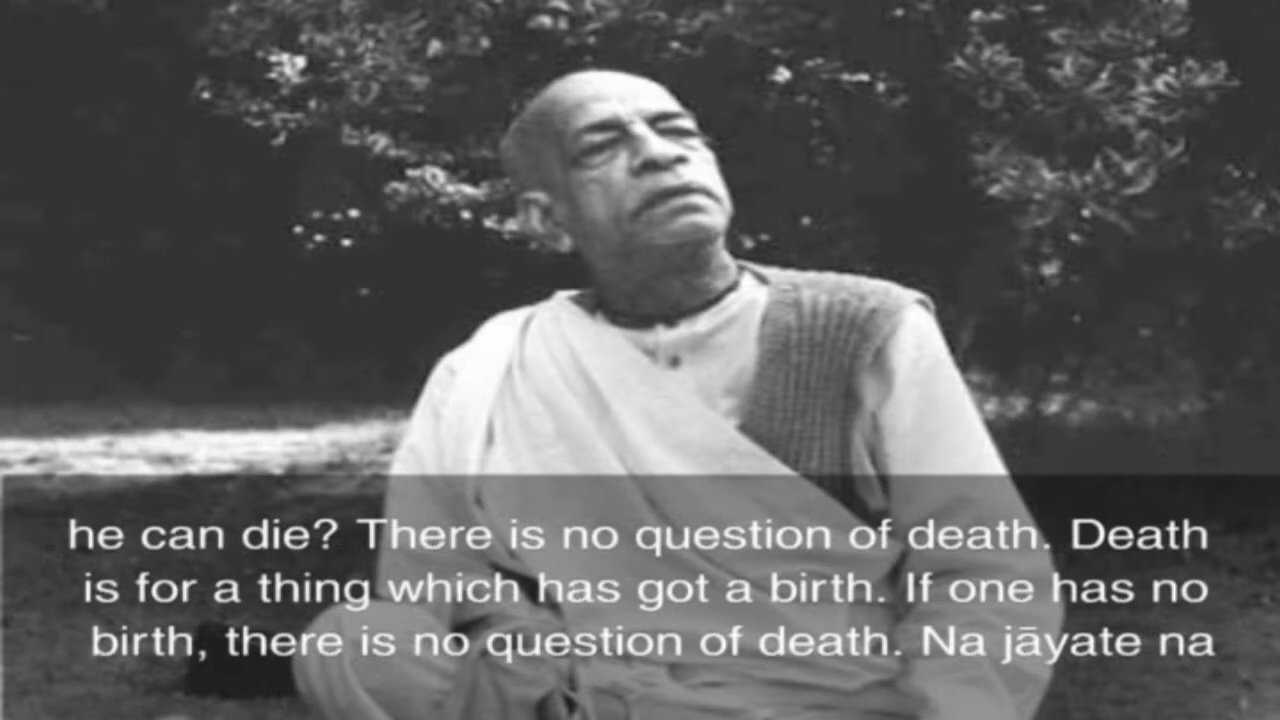 he can die? There is no question of death. Death
is for a thing which has got a birth. If one has no
birth, there is no question of death. Na jāyate na